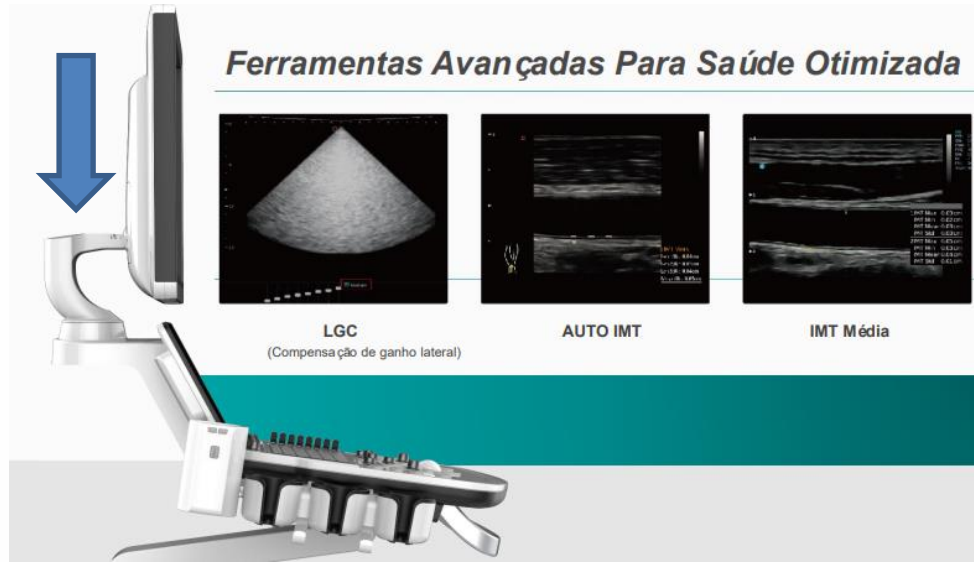 Ferramentas Avançadas Para Saúde Otimizada
LGC
(Compensação de ganho lateral)
AUTO IMT
IMT Média